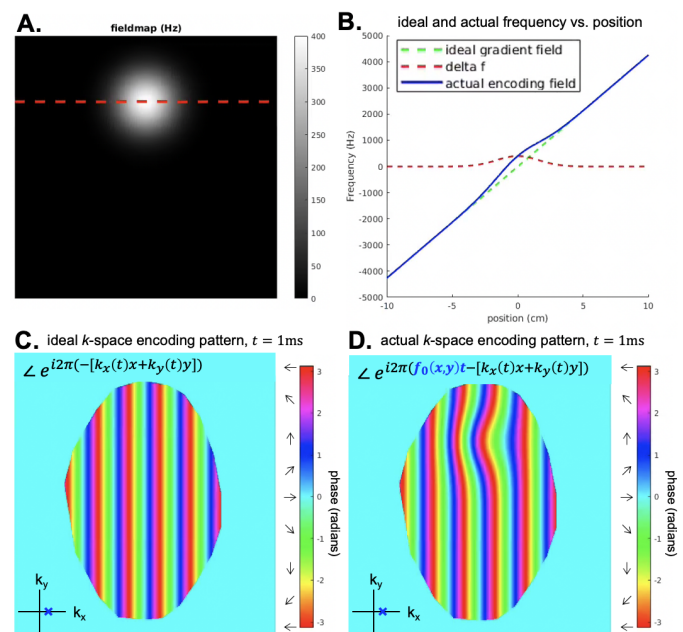 A.
fieldmap (Hz)
400
350
300
250
200
150
100
50
0
B.
ideal and actual frequency vs. position
5000
4000
3000
2000
1000
0
-1000
-2000
-3000
-4000
-5000
Frequency (Hz)
ideal gradient field
delta f
actual encoding field
-10
-5
0
5
10
position (cm)
C. ideal k-space encoding pattern, t = 1ms
∠ e^{i2π(−[k_x(t)x+k_y(t)y])}
3
2
1
0
-1
-2
-3
phase (radians)
k_y
k_x
D. actual k-space encoding pattern, t = 1ms
∠ e^{i2π(f_0(x,y)t−[k_x(t)x+k_y(t)y])}
3
2
1
0
-1
-2
-3
phase (radians)
k_y
k_x